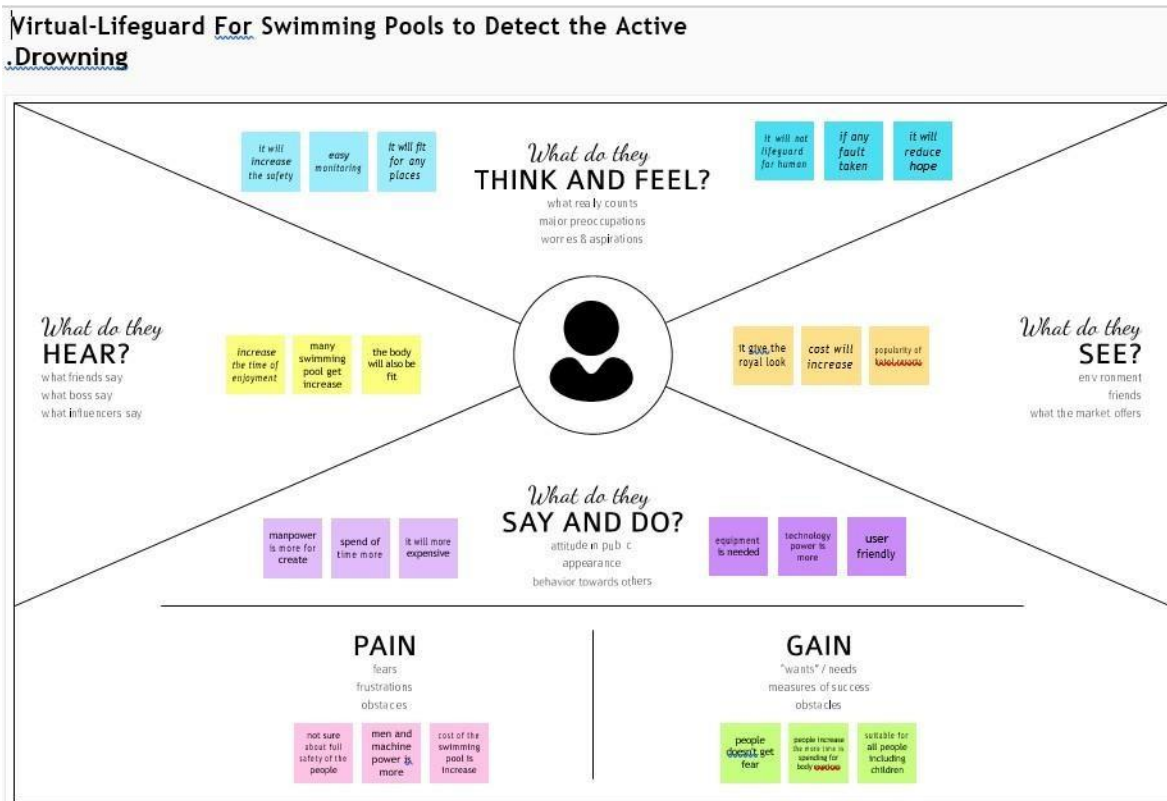 Virtual-Lifeguard For Swimming Pools to Detect the Active
.Drowning
it will
increase
the safety
easy
monitoring
It will fit
for any
places
What do they
THINK AND FEEL?
what really counts
major preoccupations
worries & aspirations
it will not
lifeguard
for human
if any
fault
taken
it will
reduce
hope
What do they
HEAR?
what friends say
what boss say
what influencers say
increase
the time of
enjoyment
many
swimming
pool get
increase
the body
will also be
fit
it give the
royal look
cost will
increase
popularity of
What do they
SEE?
environment
friends
what the market offers
What do they
SAY AND DO?
attitude in public
appearance
behavior towards others
manpower
is more for
create
spend of
time more
it will more
expensive
equipment
is needed
technology
power is
more
user
friendly
PAIN
fears
frustrations
obstacles
not sure
about full
safety of the
people
men and
machine
power is
more
cost of the
swimming
pool is
increase
GAIN
"wants" / needs
measures of success
obstacles
people
doesn't get
fear
people increase
the more time is
spending for
body
suitable for
all people
including
children